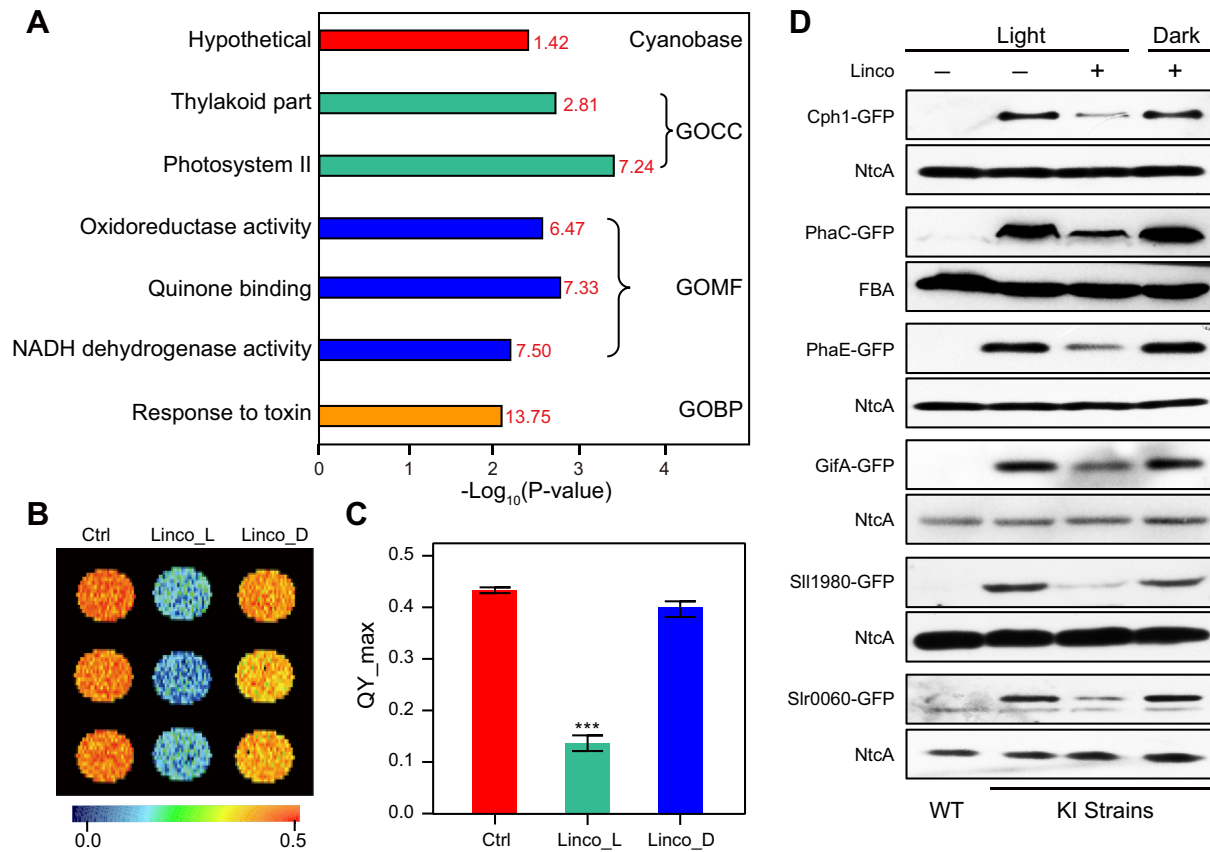 A
Hypothetical
1.42
Cyanobase
Thylakoid part
2.81
GOCC
Photosystem II
7.24
Oxidoreductase activity
6.47
Quinone binding
7.33
GOMF
NADH dehydrogenase activity
7.50
Response to toxin
13.75
GOBP
0 1 2 3 4
-Log10(P-value)
B
Ctrl Linco_L Linco_D
0.0 0.5
C
QY_max
0.5
0.4
0.3
0.2
0.1
0.0
***
Ctrl Linco_L Linco_D
D
Light Dark
Linco – – + +
Cph1-GFP
NtcA
PhaC-GFP
FBA
PhaE-GFP
NtcA
GifA-GFP
NtcA
Sll1980-GFP
NtcA
Slr0060-GFP
NtcA
WT KI Strains